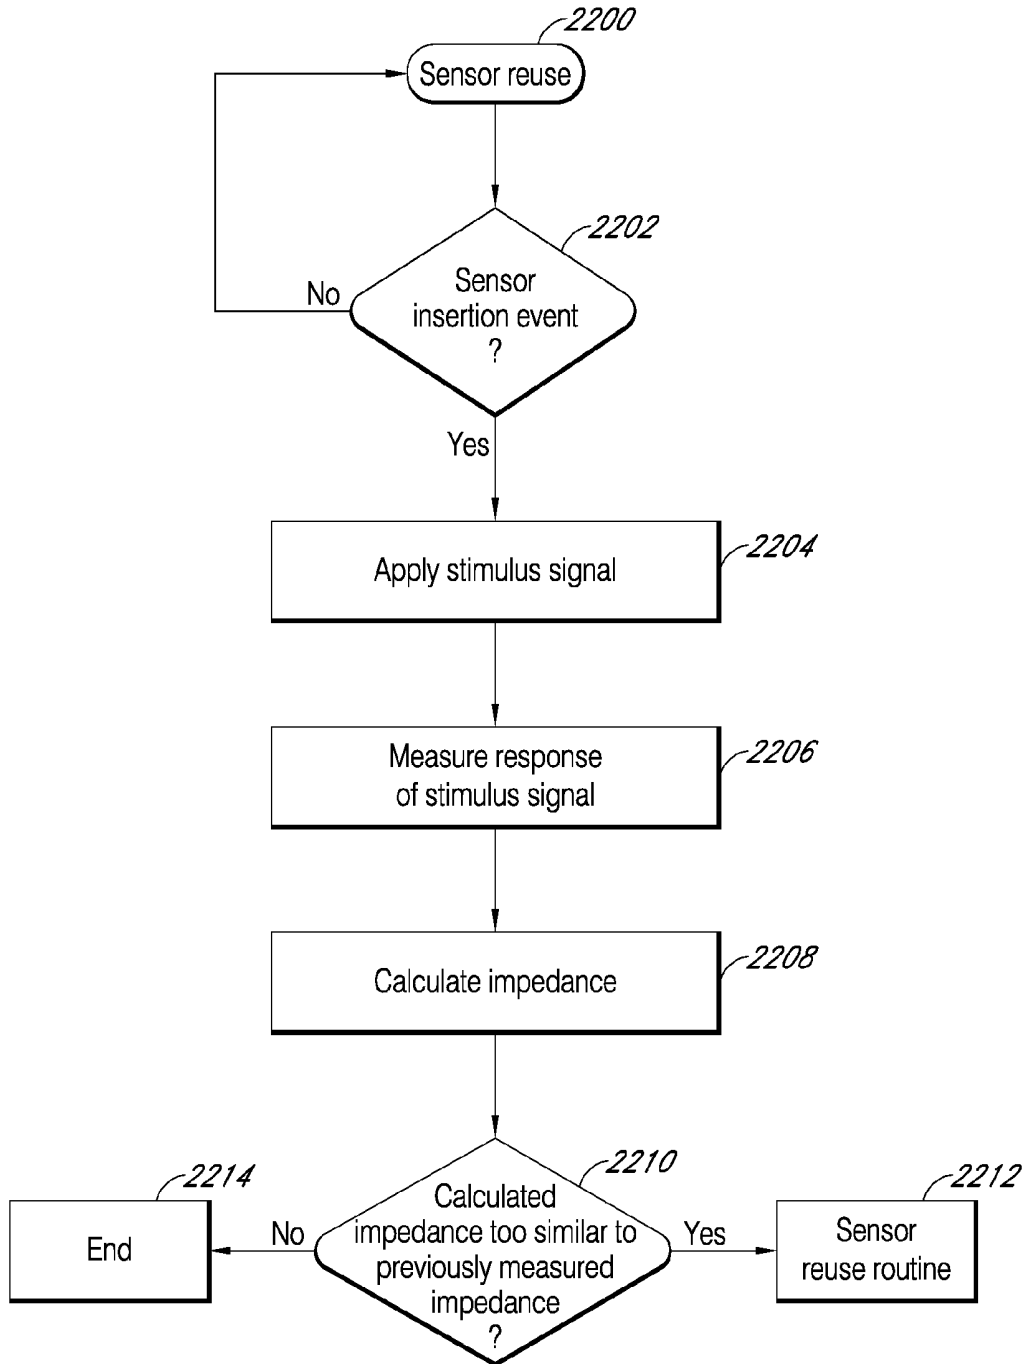 2200
Sensor reuse
2202
Sensor
insertion event
?
No
Yes
2204
Apply stimulus signal
2206
Measure response
of stimulus signal
2208
Calculate impedance
2210
Calculated
impedance too similar to
previously measured
impedance
?
No
Yes
2214
End
2212
Sensor
reuse routine